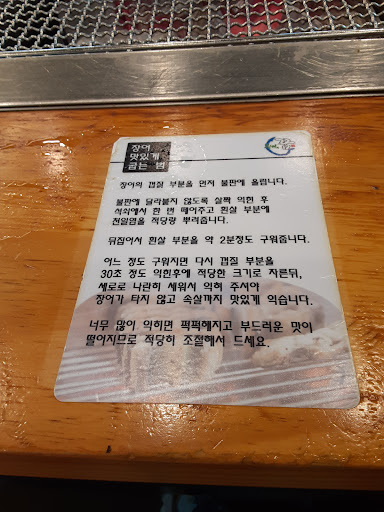 장어
맛있게
굽는 법
장어의 껍질 부분을 먼저 불판에 올립니다.
불판에 달라붙지 않도록 살짝 익힌 후
석쇠에서 한 번 떼어주고 흰살 부분에
천일염을 적당량 뿌려줍니다.
뒤집어서 흰살 부분을 약 2분정도 구워줍니다.
어느 정도 구워지면 다시 껍질 부분을
30초 정도 익힌후에 적당한 크기로 자른뒤,
세로로 나란히 세워서 익혀 주셔야
장어가 타지 않고 속살까지 맛있게 익습니다.
너무 많이 익히면 퍽퍽해지고 부드러운 맛이
떨어지므로 적당히 조절해서 드세요.